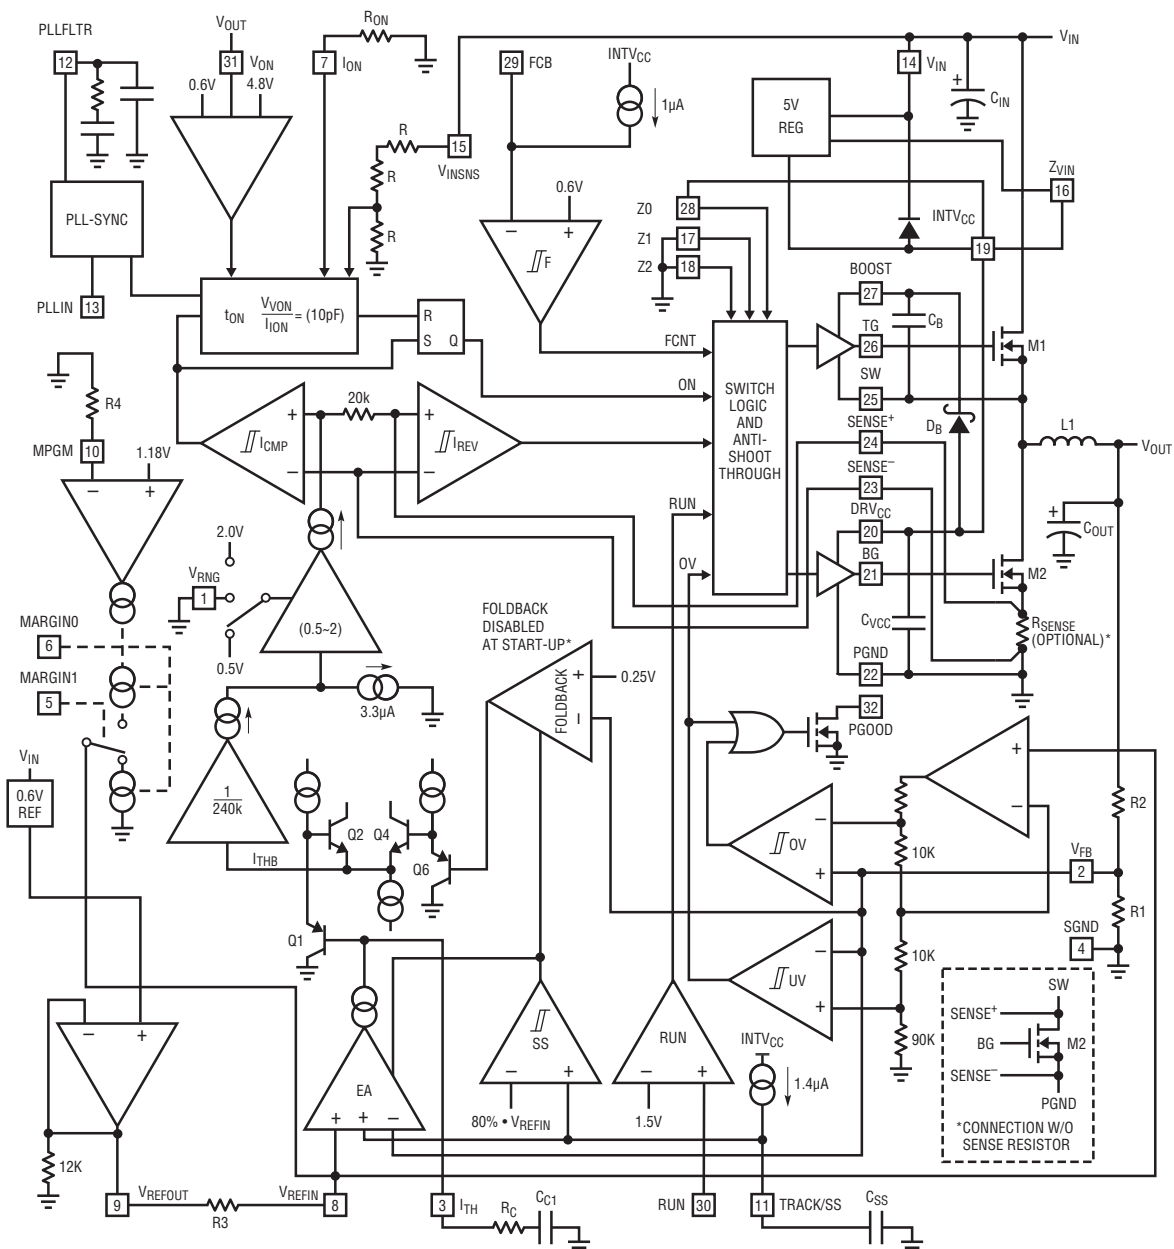 PLLFLTR
12
VOUT
31
VON
0.6V
4.8V
RON
7
ION
29
FCB
INTVCC
1µA
14
VIN
VIN
+
CIN
5V
REG
R
15
VINSNS
R
R
0.6V
−
+
F
Z0
28
Z1
17
Z2
18
INTVCC
19
ZVIN
16
PLL-SYNC
PLLIN
13
tON
VVON
IION
= (10pF)
R
S
Q
BOOST
27
TG
26
CB
SW
25
M1
SENSE+
24
DB
SENSE−
23
L1
VOUT
FCNT
ON
SWITCH
LOGIC
AND
ANTI-
SHOOT
THROUGH
RUN
OV
R4
MPGM
10
1.18V
−
+
20k
+
−
ICMP
+
−
IREV
DRVCC
20
BG
21
+
COUT
M2
CVCC
RSENSE
(OPTIONAL)*
PGND
22
2.0V
VRNG
1
0.5V
(0.5~2)
FOLDBACK
DISABLED
AT START-UP*
FOLDBACK
+
−
0.25V
MARGIN0
6
MARGIN1
5
3.3µA
32
PGOOD
VIN
0.6V
REF
1
240k
ITHB
Q2
Q4
Q6
−
OV
+
+
−
10K
R2
VFB
2
R1
SGND
4
Q1
−
UV
+
10K
90K
SW
SENSE+
BG
M2
SENSE−
PGND
*CONNECTION W/O
SENSE RESISTOR
−
+
EA
+
+
−
SS
−
+
80% • VREFIN
RUN
−
+
1.5V
INTVCC
1.4µA
12K
9
VREFOUT
R3
VREFIN
8
3
ITH
RC
CC1
RUN
30
11
TRACK/SS
CSS